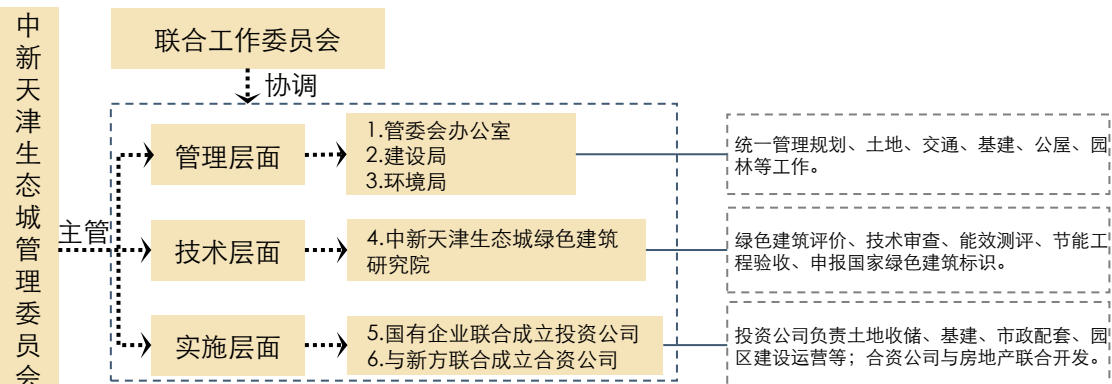 中新天津生态城管理委员会
联合工作委员会
协调
主管
管理层面
1.管委会办公室
2.建设局
3.环境局
统一管理规划、土地、交通、基建、公屋、园
林等工作。
技术层面
4.中新天津生态城绿色建筑
研究院
绿色建筑评价、技术审查、能效测评、节能工
程验收、申报国家绿色建筑标识。
实施层面
5.国有企业联合成立投资公司
6.与新方联合成立合资公司
投资公司负责土地收储、基建、市政配套、园
区建设运营等；合资公司与房地产联合开发。